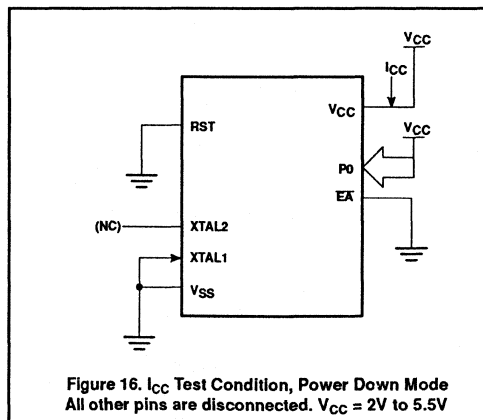 VCC
ICC
VCC
RST
VCC
P0
EA
(NC)
XTAL2
XTAL1
VSS
Figure 16. ICC Test Condition, Power Down Mode
All other pins are disconnected. VCC = 2V to 5.5V